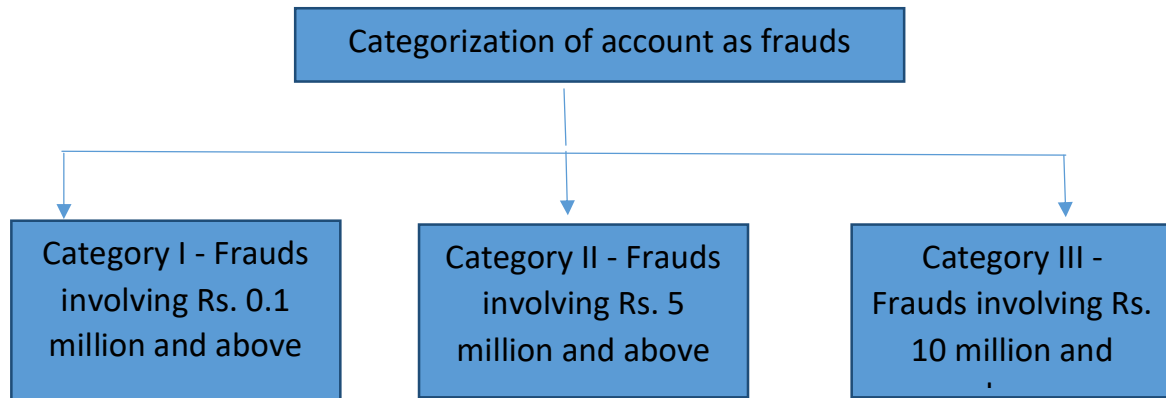 Categorization of account as frauds
Category I - Frauds
involving Rs. 0.1
million and above
Category II - Frauds
involving Rs. 5
million and above
Category III -
Frauds involving Rs.
10 million and